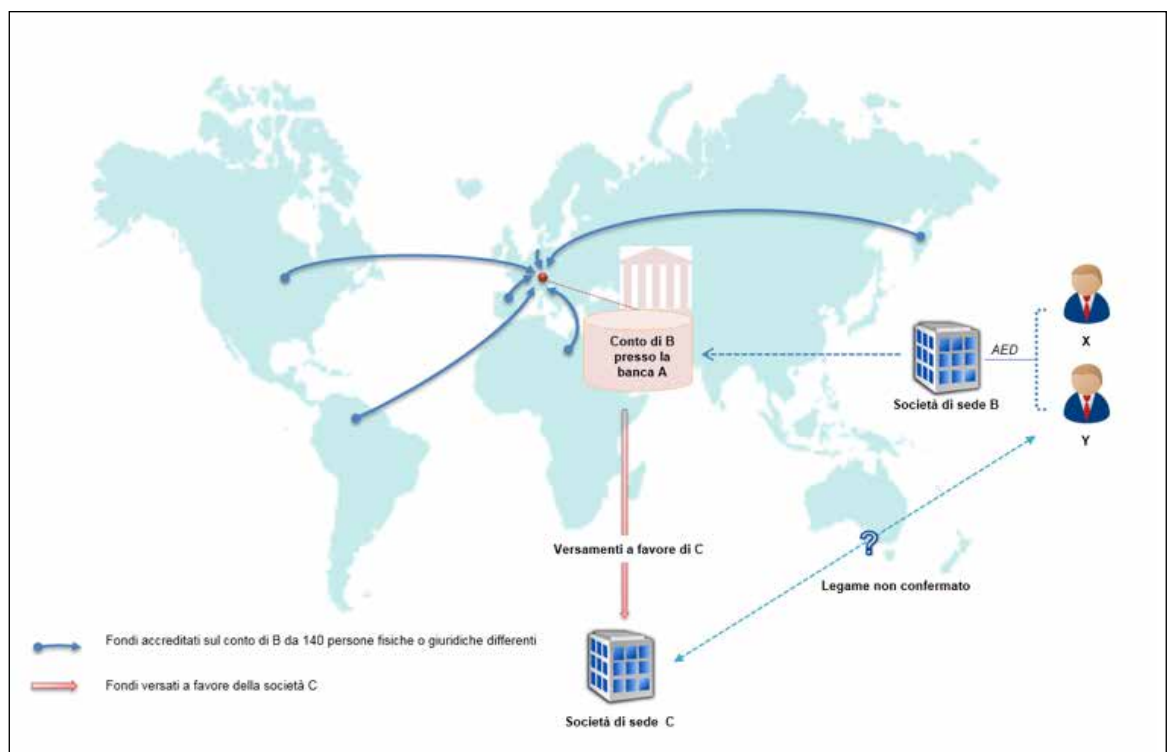 Conto di B
presso la
banca A
AED
X
Società di sede B
Y
Versamenti a favore di C
?
Legame non confermato
Fondi accreditati sul conto di B da 140 persone fisiche o giuridiche differenti
Fondi versati a favore della società C
Società di sede C